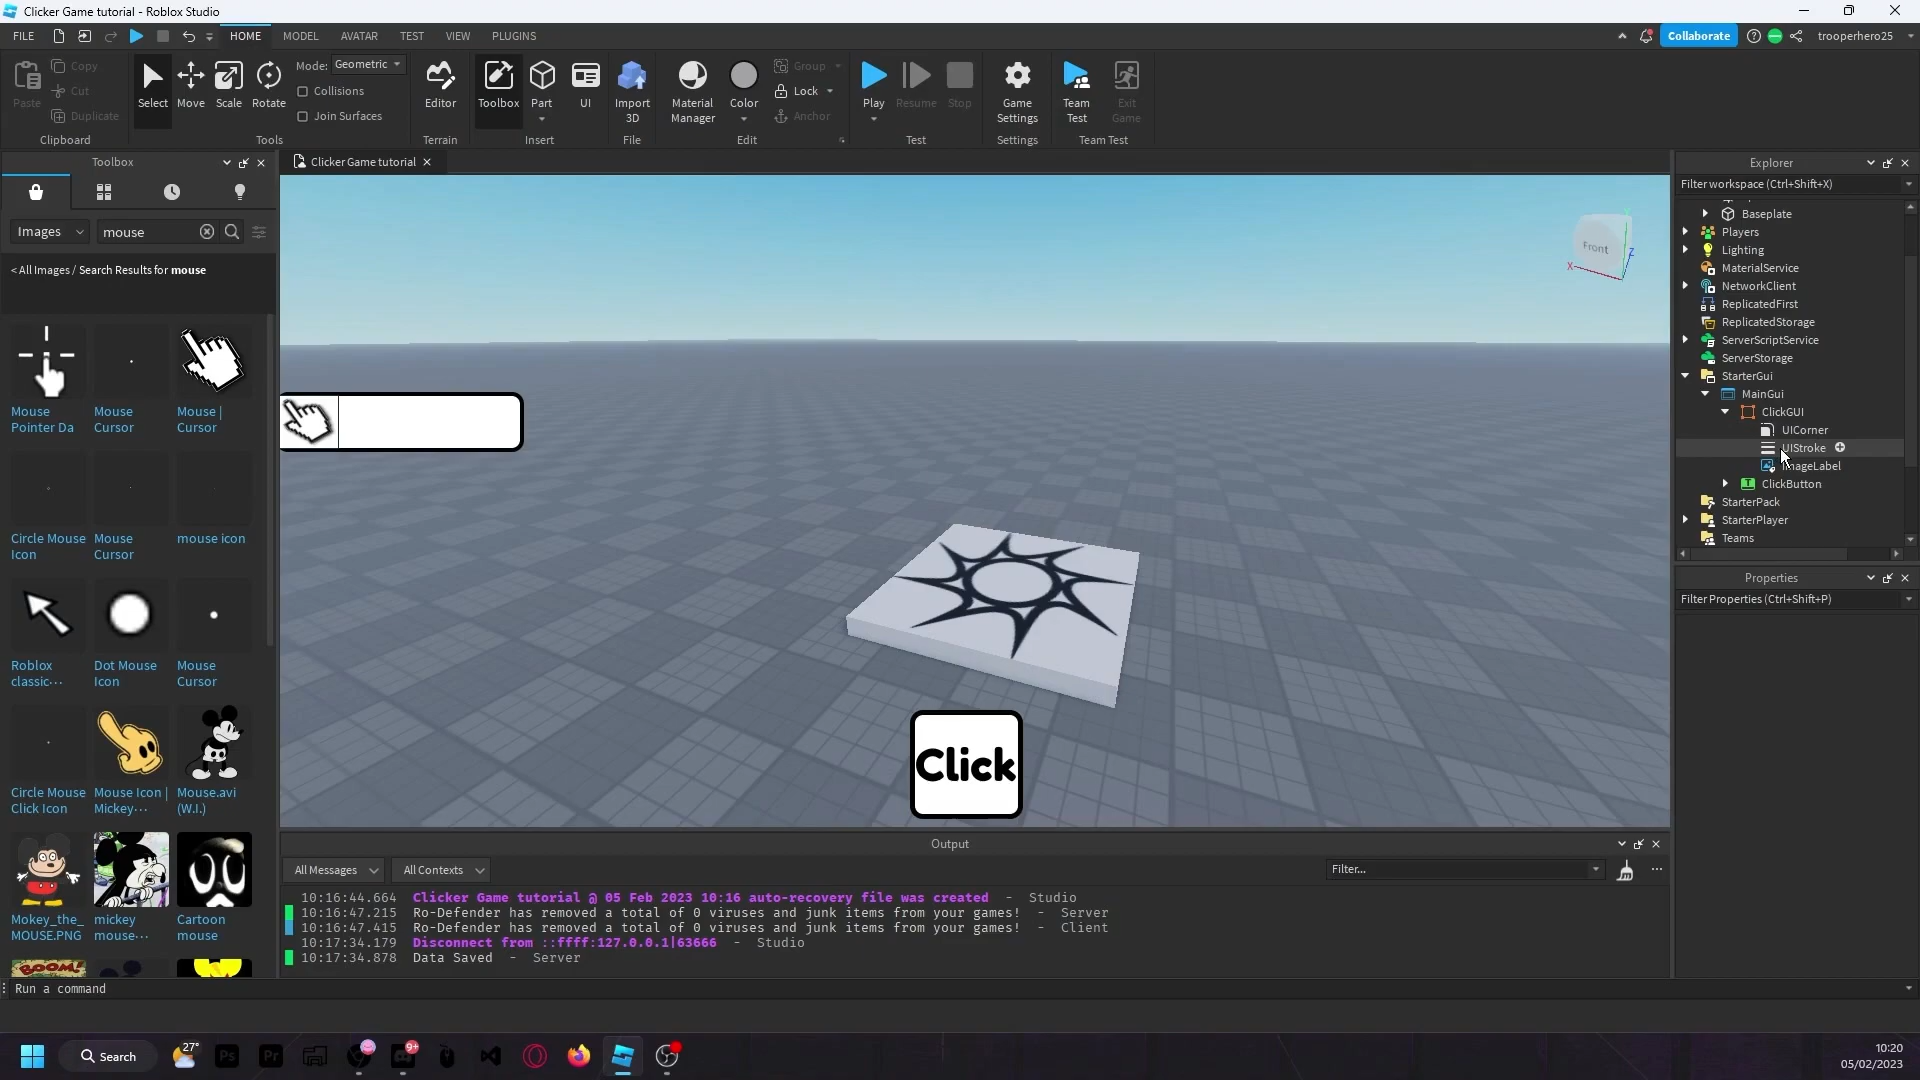 Clicker Game tutorial - Roblox Studio
FILE HOME MODEL AVATAR TEST VIEW PLUGINS Collaborate trooperhero25
Paste Copy Cut Duplicate
Clipboard
Select Move Scale Rotate
Mode: Geometric
Collisions
Join Surfaces
Tools
Editor
Terrain
Toolbox Part UI
Insert
Import 3D
File
Material Manager Color
Group
Lock
Anchor
Edit
Play Resume Stop
Test
Game Settings
Settings
Team Test Exit Game
Team Test
Toolbox
Images mouse
< All Images / Search Results for mouse
Mouse Pointer Da
Mouse Cursor
Mouse | Cursor
Circle Mouse Icon
Mouse Cursor
mouse icon
Roblox classic···
Dot Mouse Icon
Mouse Cursor
Circle Mouse Click Icon
Mouse Icon | Mickey···
Mouse.avi (W.I.)
Mokey_the_MOUSE.PNG
mickey mouse···
Cartoon mouse
BOOM!
Clicker Game tutorial
Front
X
Z
Click
Explorer
Filter workspace (Ctrl+Shift+X)
Baseplate
Players
Lighting
MaterialService
NetworkClient
ReplicatedFirst
ReplicatedStorage
ServerScriptService
ServerStorage
StarterGui
MainGui
ClickGUI
UICorner
UIStroke
ImageLabel
ClickButton
StarterPack
StarterPlayer
Teams
Properties
Filter Properties (Ctrl+Shift+P)
Output
All Messages All Contexts Filter...
10:16:44.664 Clicker Game tutorial @ 05 Feb 2023 10:16 auto-recovery file was created - Studio
10:16:47.215 Ro-Defender has removed a total of 0 viruses and junk items from your games! - Server
10:16:47.415 Ro-Defender has removed a total of 0 viruses and junk items from your games! - Client
10:17:34.179 Disconnect from ::ffff:127.0.0.1|63666 - Studio
10:17:34.878 Data Saved - Server
Run a command
Search 27° Ps Pr 9+
10:20
05/02/2023